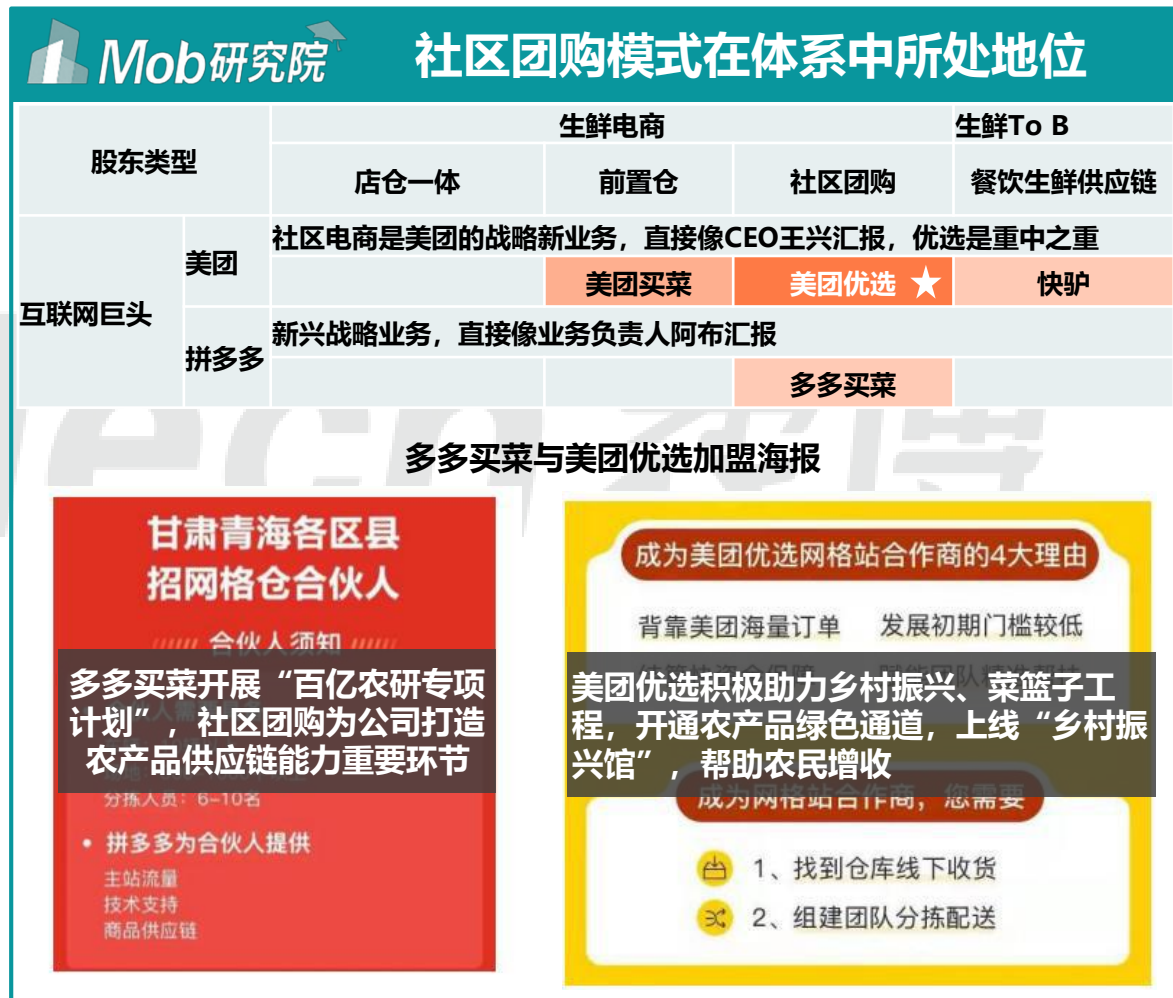 Mob研究院
社区团购模式在体系中所处地位
股东类型
生鲜电商
生鲜To B
店仓一体
前置仓
社区团购
餐饮生鲜供应链
互联网巨头
美团
社区电商是美团的战略新业务，直接像CEO王兴汇报，优选是重中之重
美团买菜
美团优选
快驴
拼多多
新兴战略业务，直接像业务负责人阿布汇报
多多买菜
多多买菜与美团优选加盟海报
甘肃青海各区县
招网格仓合伙人
合伙人须知
多多买菜开展“百亿农研专项
计划”，社区团购为公司打造
农产品供应链能力重要环节
分拣人员：6-10名
• 拼多多为合伙人提供
主站流量
技术支持
商品供应链
成为美团优选网格站合作商的4大理由
背靠美团海量订单
发展初期门槛较低
美团优选积极助力乡村振兴、菜篮子工
程，开通农产品绿色通道，上线“乡村振
兴馆”，帮助农民增收
成为网格站合作商，您需要
1、找到仓库线下收货
2、组建团队分拣配送